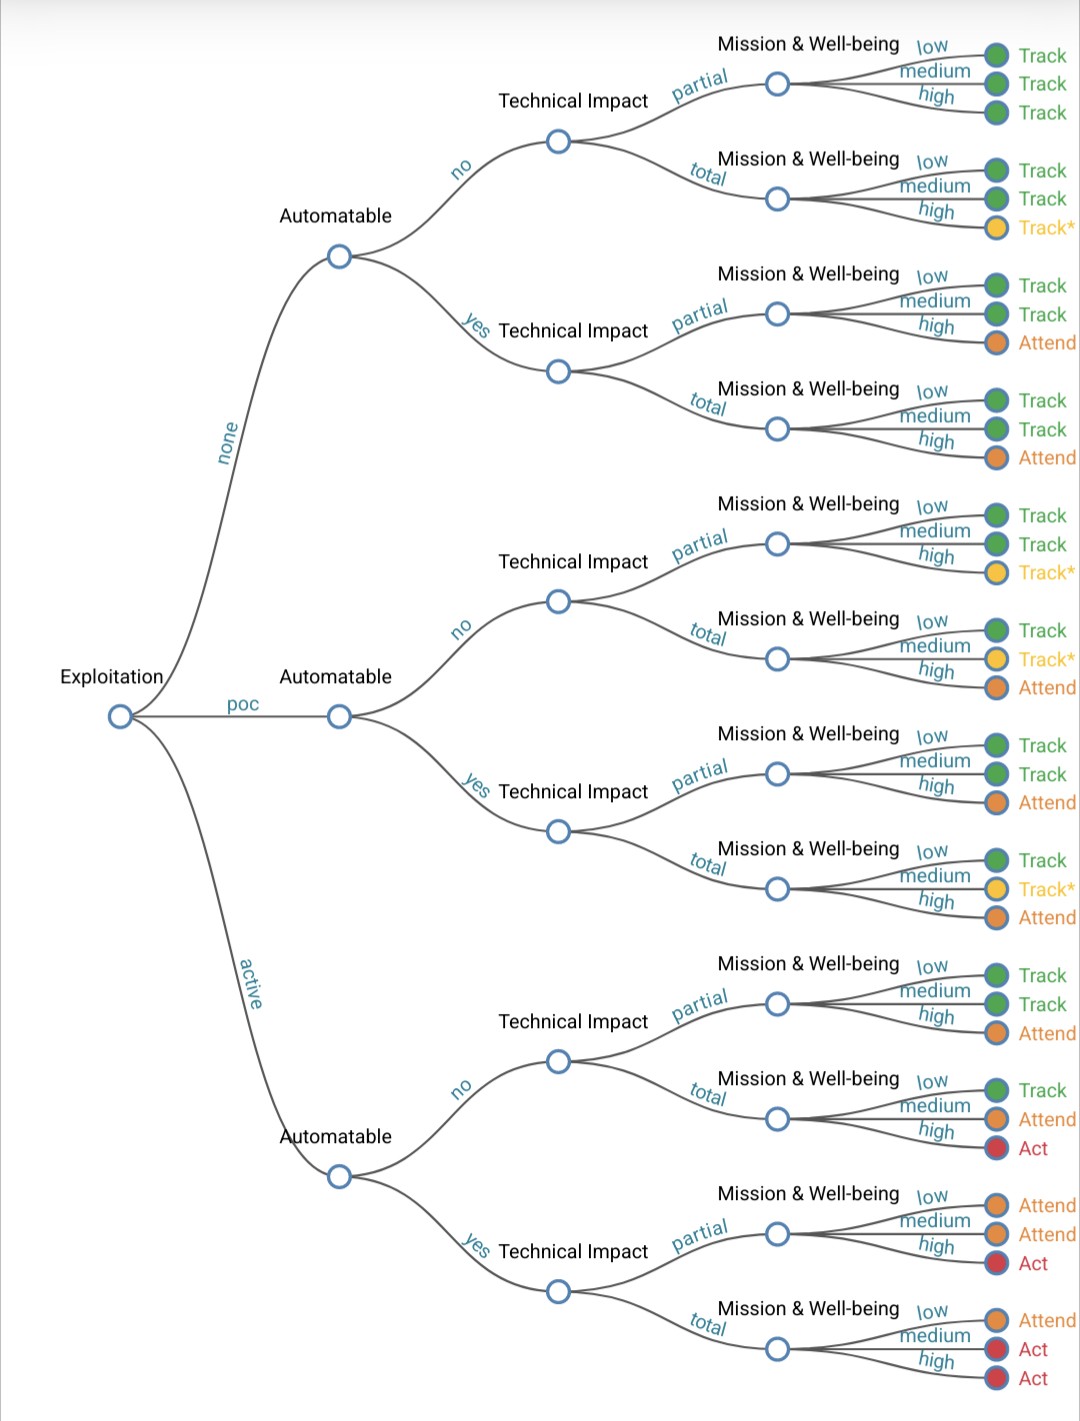 Mission & Well-being low Track
partial medium Track
Technical Impact high Track
no
total Mission & Well-being low Track
medium Track
Automatable high Track*
yes
Technical Impact partial Mission & Well-being low Track
medium Track
high Attend
total Mission & Well-being low Track
medium Track
high Attend
none
Mission & Well-being low Track
partial medium Track
Technical Impact high Track*
no
total Mission & Well-being low Track
medium Track*
high Attend
Exploitation
poc
Automatable
yes
Technical Impact partial Mission & Well-being low Track
medium Track
high Attend
total Mission & Well-being low Track
medium Track*
high Attend
active
Mission & Well-being low Track
partial medium Track
Technical Impact high Attend
no
total Mission & Well-being low Track
medium Attend
high Act
Automatable
yes
Technical Impact partial Mission & Well-being low Attend
medium Attend
high Act
total Mission & Well-being low Attend
medium Act
high Act